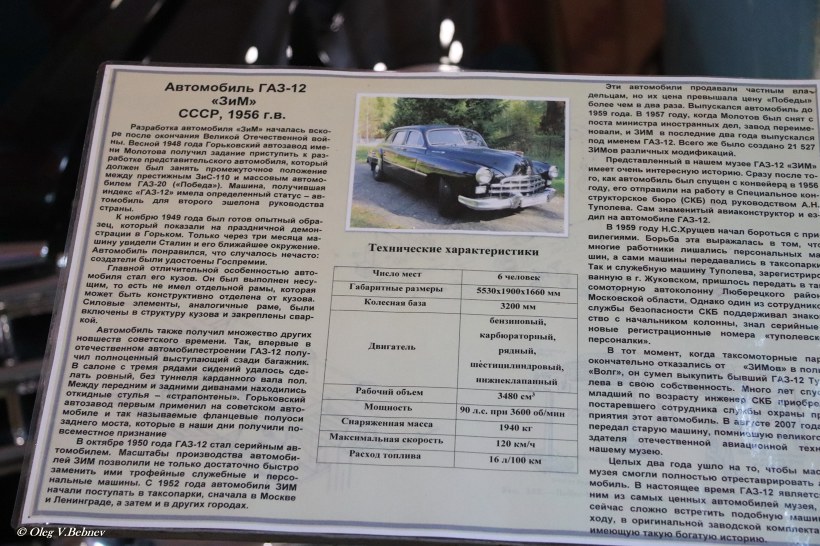 Автомобиль ГАЗ-12
«ЗиМ»
СССР, 1956 г.в.
Разработка автомобиля «ЗиМ» началась вско-
ре после окончания Великой Отечественной вой-
ны. Весной 1948 года Горьковский автозавод име-
ни Молотова получил задание приступить к раз-
работке представительского автомобиля, который
должен был занять промежуточное положение
между престижным ЗиС-110 и массовым автомо-
билем ГАЗ-20 («Победа»). Машина, получившая
индекс «ГАЗ-12» имела определенный статус – ав-
томобиль для второго эшелона руководства
страны.
К ноябрю 1949 года был готов опытный обра-
зец, который показали на праздничной демон-
страции в Горьком. Только через три месяца ма-
шину увидели Сталин и его ближайшее окружение.
Автомобиль понравился, что случалось нечасто:
создатели были удостоены Госпремии.
Главной отличительной особенностью авто-
мобиля стал его кузов. Он был выполнен несу-
щим, то есть не имел отдельной рамы, которая
может быть конструктивно отделена от кузова.
Силовые элементы, аналогичные раме, были
включены в структуру кузова и закреплены свар-
кой.
Автомобиль также получил множество других
новшеств советского времени. Так, впервые в
отечественном автомобилестроении ГАЗ-12 полу-
чил полноценный выступающий сзади багажник.
В салоне с тремя рядами сидений удалось сде-
лать ровный, без туннеля карданного вала пол.
Между передним и задними диванами находились
откидные стулья – «страпонтены». Горьковский
автозавод первым применил на советском авто-
мобиле и так называемые фланцевые полуоси
заднего моста, которые в наши дни получили по-
всеместное признание
В октябре 1950 года ГАЗ-12 стал серийным ав-
томобилем. Масштабы производства автомоби-
лей ЗИМ позволили не только достаточно быстро
заменить ими трофейные служебные и персо-
нальные машины. С 1952 года автомобили ЗИМ
начали поступать в таксопарки, сначала в Москве
и Ленинграде, а затем и в других городах.
Технические характеристики
Число мест 6 человек
Габаритные размеры 5530х1900х1660 мм
Колесная база 3200 мм
Двигатель бензиновый,
карбюраторный,
рядный,
шестицилиндровый,
нижнеклапанный
Рабочий объем 3480 см³
Мощность 90 л.с. при 3600 об/мин
Снаряженная масса 1940 кг
Максимальная скорость 120 км/ч
Расход топлива 16 л/100 км
Эти автомобили продавали частным вла-
дельцам, но их цена превышала цену «Победы»
более чем в два раза. Выпускался автомобиль до
1959 года. В 1957 году, когда Молотов был снят с
поста министра иностранных дел, завод переиме-
новали, и ЗИМ в последние два года выпускался
под именем ГАЗ-12. Всего же было создано 21 527
ЗИМов различных модификаций.
Представленный в нашем музее ГАЗ-12 «ЗИМ»
имеет очень интересную историю. Сразу после то-
го, как автомобиль был спущен с конвейера в 1956
году, его отправили на работу в Специальное кон-
структорское бюро (СКБ) под руководством А.Н.
Туполева. Сам знаменитый авиаконструктор и ез-
дил на автомобиле ГАЗ-12.
В 1959 году Н.С.Хрущев начал бороться с при-
вилегиями. Борьба эта выражалась в том, что
многие работники лишались персональных ма-
шин, а сами машины передавались в таксопарки.
Так и служебную машину Туполева, зарегистриро-
ванную в г. Жуковском, пришлось передать в так-
сомоторную автоколонну Люберецкого район
Московской области. Однако один из сотрудников
службы безопасности СКБ поддерживал знаком
ство с начальником колонны, знал серийные
новые регистрационные номера «туполевско
персоналки».
В тот момент, когда таксомоторные пар
окончательно отказались от «ЗИМов» в поль
«Волг», он сумел выкупить бывший ГАЗ-12 Ту
лева в свою собственность. Много лет спус
младший по возрасту инженер СКБ приобре
постаревшего сотрудника службы охраны пр
приятия этот автомобиль. В августе 2007 года
передал старую машину, помнившую великого
здателя отечественной авиационной техн
нашему музею.
Целых два года ушло на то, чтобы мас
музея смогли полностью отреставрировать а
мобиль. В настоящее время ГАЗ-12 является
ним из самых ценных автомобилей музея,
сейчас сложно встретить подобную машин
ходу, в оригинальной заводской комплекта
имеющую такую богатую историю.
© Oleg V.Bebnev